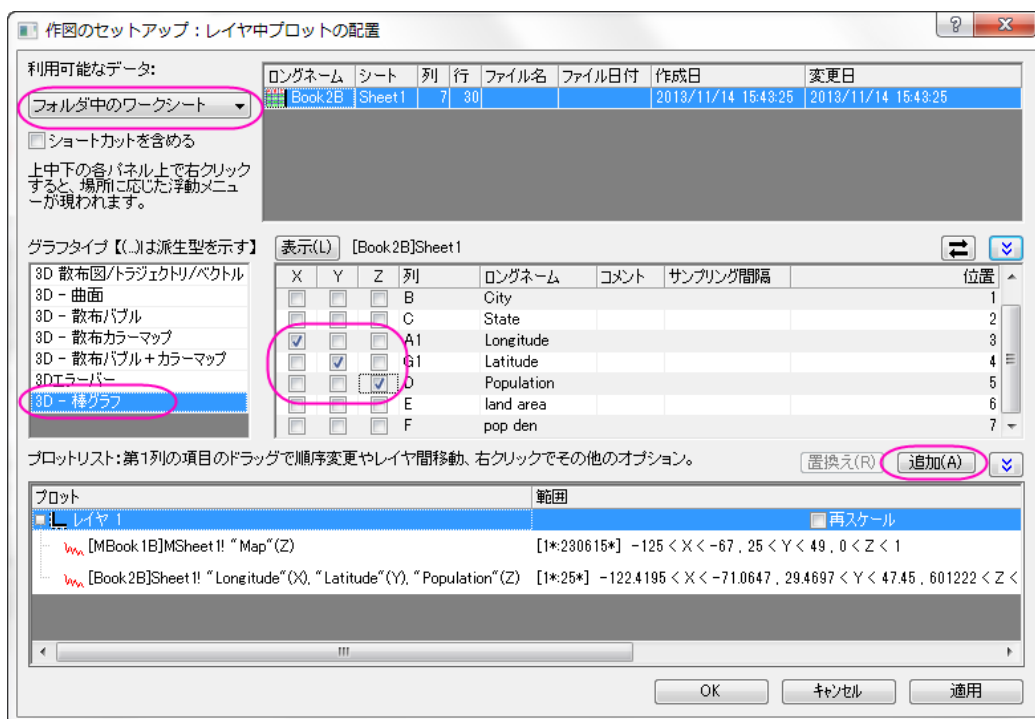 作図のセットアップ：レイヤ中プロットの配置
利用可能なデータ:
フォルダ中のワークシート
ショートカットを含める
上中下の各パネル上で右クリック
すると、場所に応じた浮動メニュ
ーが現われます。
ロングネーム シート 列 行 ファイル名 ファイル日付 作成日 変更日
Book2B Sheet1 7 30 2013/11/14 15:43:25 2013/11/14 15:43:25
グラフタイプ【(..)は派生型を示す】
3D 散布図/トラジェクトリ/ベクトル
3D - 曲面
3D - 散布バブル
3D - 散布カラーマップ
3D - 散布バブル+カラーマップ
3Dエラーバー
3D - 棒グラフ
表示(L) [Book2B]Sheet1
X Y Z 列 ロングネーム コメント サンプリング間隔 位置
B City 1
C State 2
A1 Longitude 3
G1 Latitude 4
D Population 5
E land area 6
F pop den 7
プロットリスト:第1列の項目のドラッグで順序変更やレイヤ間移動、右クリックでその他のオプション。
置換え(R) 追加(A)
プロット 範囲
レイヤ 1 再スケール
[MBook1B]MSheet1! "Map"(Z) [1*:230615*] -125 < X < -67 , 25 < Y < 49 , 0 < Z < 1
[Book2B]Sheet1! "Longitude"(X), "Latitude"(Y), "Population"(Z) [1*:25*] -122.4195 < X < -71.0647 , 29.4697 < Y < 47.45 , 601222 < Z <
OK キャンセル 適用